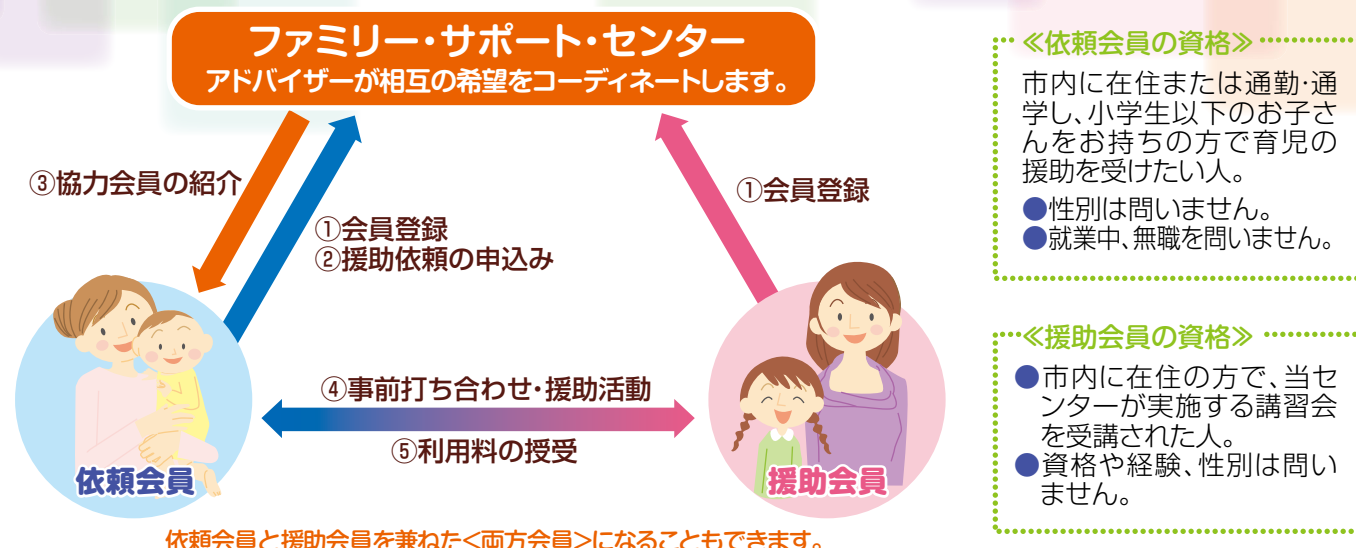 ファミリー・サポート・センター
アドバイザーが相互の希望をコーディネートします。
③協力会員の紹介
①会員登録
②援助依頼の申込み
①会員登録
④事前打ち合わせ・援助活動
⑤利用料の授受
依頼会員
援助会員
依頼会員と援助会員を兼ねた<両方会員>になることもできます。
≪依頼会員の資格≫
市内に在住または通勤・通
学し、小学生以下のお子さ
んをお持ちの方で育児の
援助を受けたい人。
●性別は問いません。
●就業中、無職を問いません。
≪援助会員の資格≫
●市内に在住の方で、当セ
ンターが実施する講習会
を受講された人。
●資格や経験、性別は問い
ません。